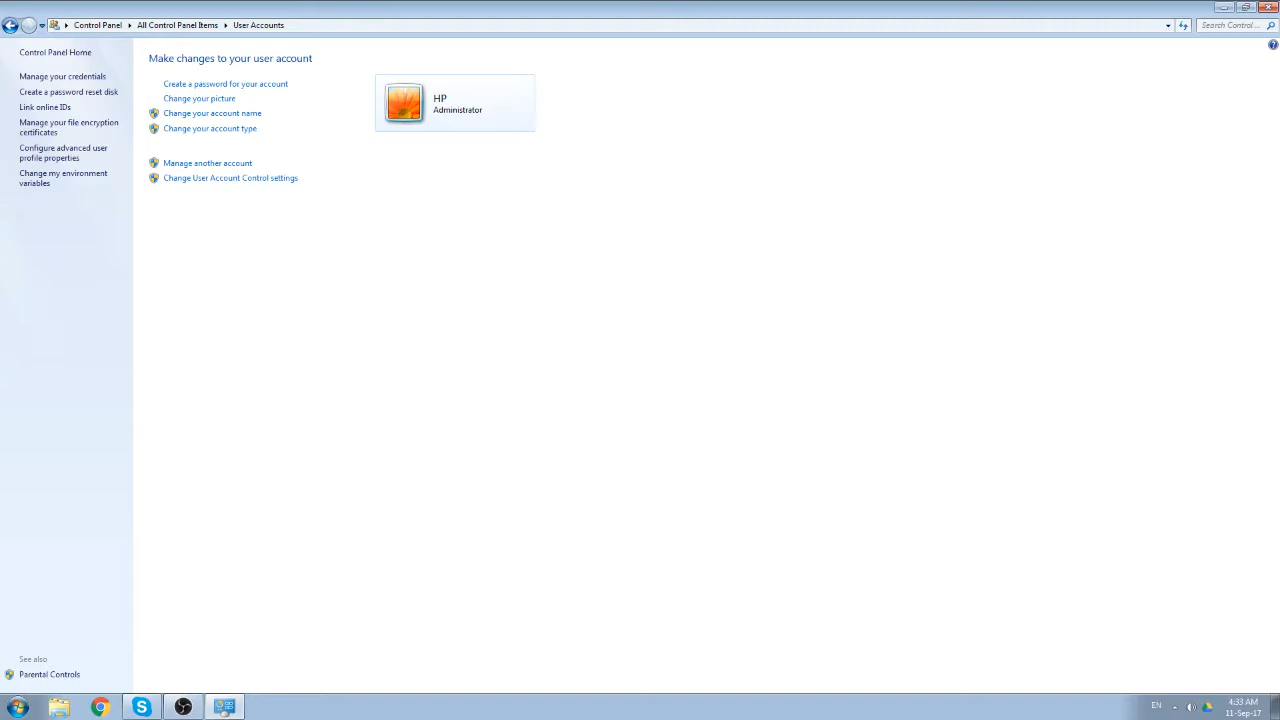 Control Panel
All Control Panel Items
User Accounts
Search Control ...
Control Panel Home
Manage your credentials
Create a password reset disk
Link online IDs
Manage your file encryption
certificates
Configure advanced user
profile properties
Change my environment
variables
Make changes to your user account
Create a password for your account
Change your picture
Change your account name
Change your account type
Manage another account
Change User Account Control settings
HP
Administrator
See also
Parental Controls
EN
4:33 AM
11-Sep-17